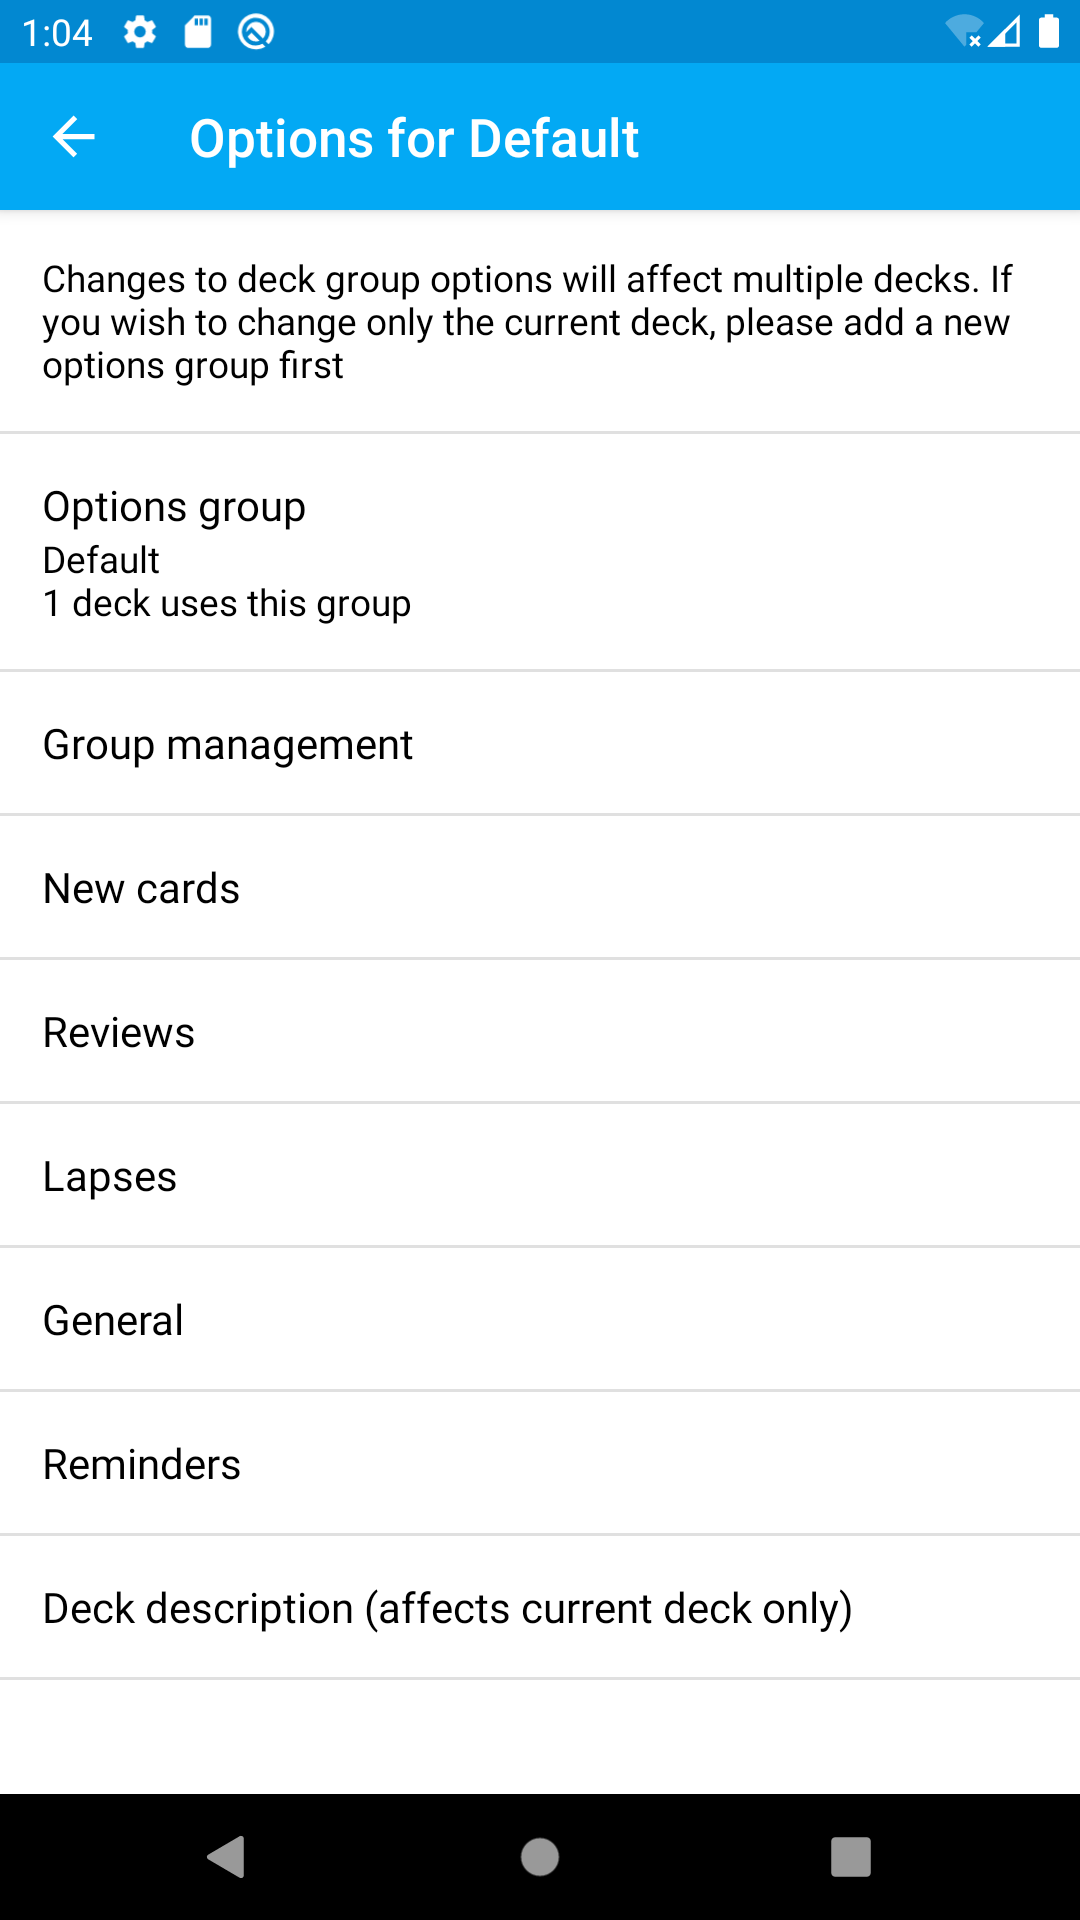 1:04
Options for Default
Changes to deck group options will affect multiple decks. If
you wish to change only the current deck, please add a new
options group first
Options group
Default
1 deck uses this group
Group management
New cards
Reviews
Lapses
General
Reminders
Deck description (affects current deck only)